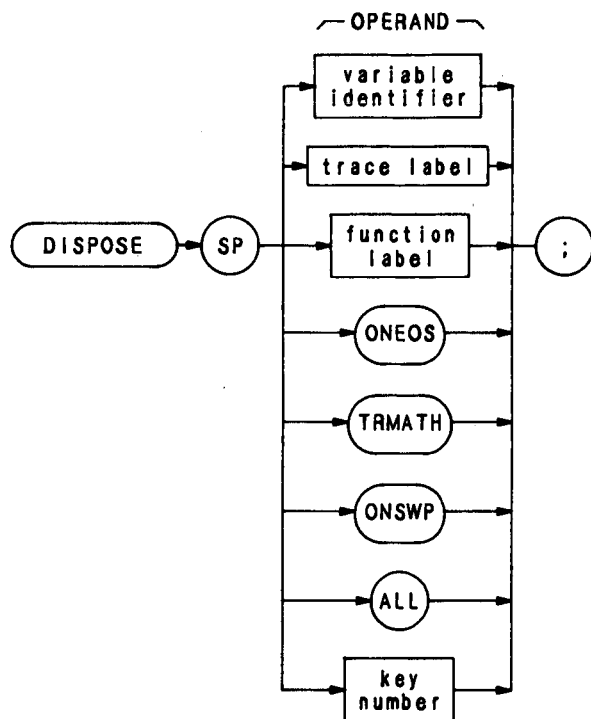 OPERAND
variable
identifier
trace label
DISPOSE
SP
function
label
;
ONEOS
TRMATH
ONSWP
ALL
key
number